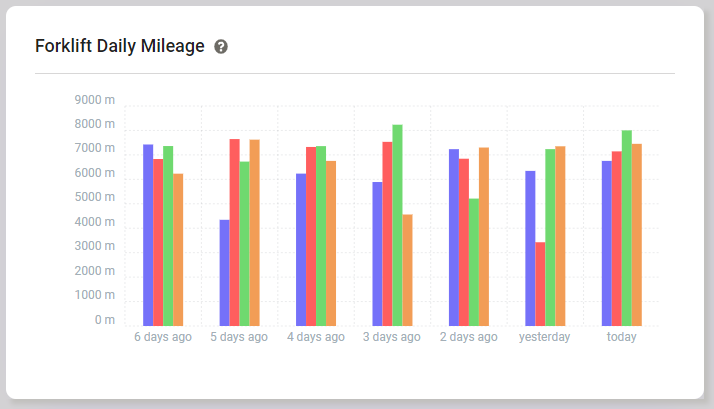 Forklift Daily Mileage ?
9000 m
8000 m
7000 m
6000 m
5000 m
4000 m
3000 m
2000 m
1000 m
0 m
6 days ago 5 days ago 4 days ago 3 days ago 2 days ago yesterday today